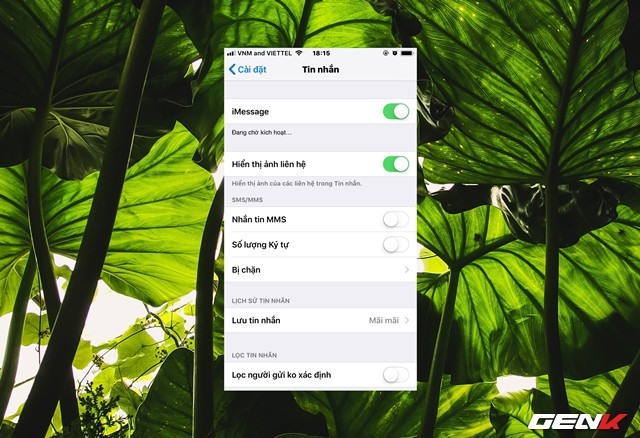 VNM and VIETTEL 18:15
Cài đặt Tin nhắn
iMessage
Đang chờ kích hoạt...
Hiển thị ảnh liên hệ
Hiển thị ảnh của các liên hệ trong Tin nhắn.
SMS/MMS
Nhắn tin MMS
Số lượng Ký tự
Bị chặn
LỊCH SỬ TIN NHẮN
Lưu tin nhắn Mãi mãi
LỌC TIN NHẮN
Lọc người gửi ko xác định
GENK